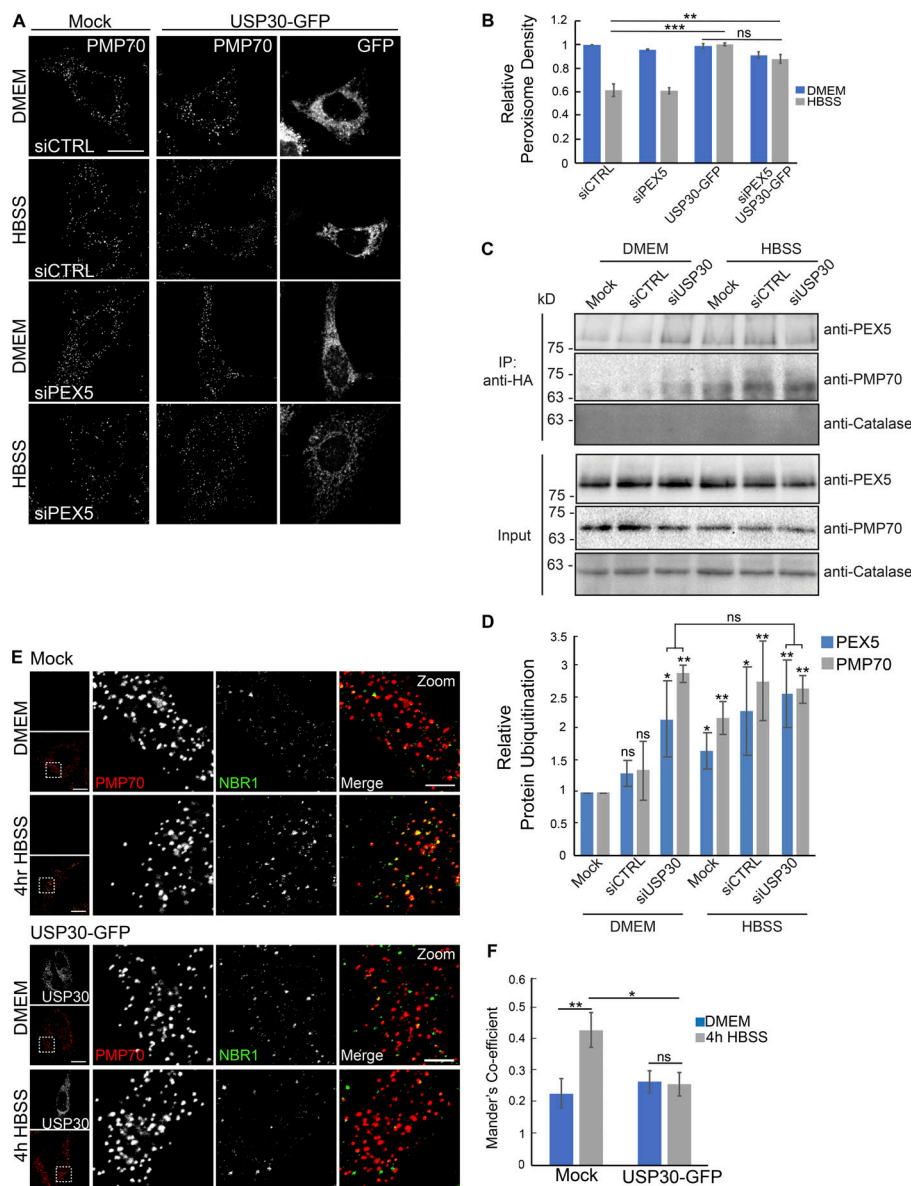 A
Mock USP30-GFP
PMP70 PMP70 GFP
DMEM
siCTRL
HBSS
siCTRL
DMEM
siPEX5
HBSS
siPEX5
B
Relative
Peroxisome Density
1.2
1
0.8
0.6
0.4
0.2
0
**
***
ns
DMEM
HBSS
siCTRL
siPEX5
USP30-GFP
siPEX5
USP30-GFP
C
DMEM HBSS
kD Mock siCTRL siUSP30 Mock siCTRL siUSP30
IP:
anti-HA
75 -
anti-PEX5
75 -
63 -
anti-PMP70
63 -
anti-Catalase
Input
75 -
anti-PEX5
75 -
63 -
anti-PMP70
63 -
anti-Catalase
D
Relative
Protein Ubiquitination
3.5
3
2.5
2
1.5
1
0.5
0
ns
PEX5
PMP70
ns ns * ** * ** * ** ** **
Mock siCTRL siUSP30 Mock siCTRL siUSP30
DMEM HBSS
E
Mock
DMEM
PMP70 NBR1 Merge
Zoom
4hr HBSS
USP30-GFP
DMEM
USP30
PMP70 NBR1 Merge
Zoom
4h HBSS
USP30
F
Mander's Co-efficient
0.6
0.5
0.4
0.3
0.2
0.1
0
**
*
ns
DMEM
4h HBSS
Mock USP30-GFP